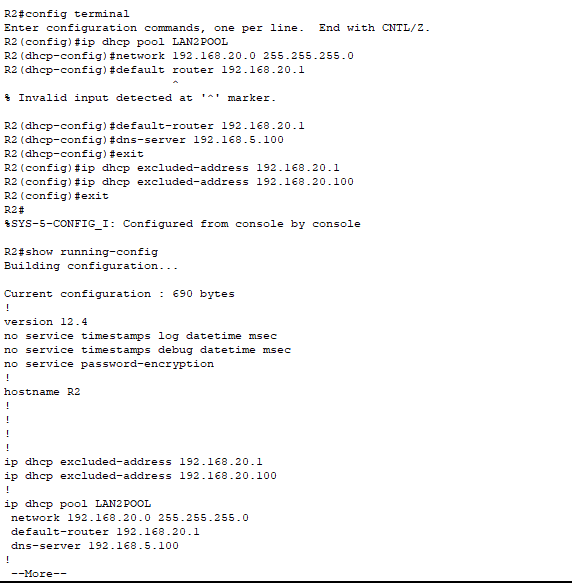 R2#config terminal
Enter configuration commands, one per line.  End with CNTL/Z.
R2(config)#ip dhcp pool LAN2POOL
R2(dhcp-config)#network 192.168.20.0 255.255.255.0
R2(dhcp-config)#default router 192.168.20.1
                        ^
% Invalid input detected at '^' marker.

R2(dhcp-config)#default-router 192.168.20.1
R2(dhcp-config)#dns-server 192.168.5.100
R2(dhcp-config)#exit
R2(config)#ip dhcp excluded-address 192.168.20.1
R2(config)#ip dhcp excluded-address 192.168.20.100
R2(config)#exit
R2#
%SYS-5-CONFIG_I: Configured from console by console

R2#show running-config
Building configuration...

Current configuration : 690 bytes
!
version 12.4
no service timestamps log datetime msec
no service timestamps debug datetime msec
no service password-encryption
!
hostname R2
!
!
!
!
ip dhcp excluded-address 192.168.20.1
ip dhcp excluded-address 192.168.20.100
!
ip dhcp pool LAN2POOL
 network 192.168.20.0 255.255.255.0
 default-router 192.168.20.1
 dns-server 192.168.5.100
!
 --More--